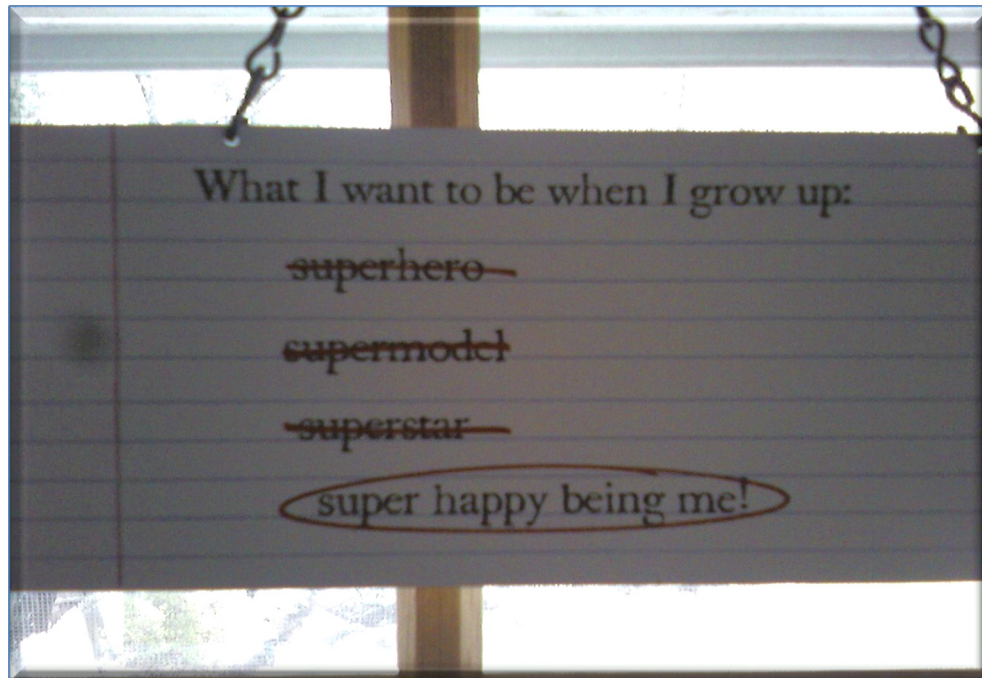 What I want to be when I grow up:
superhero
supermodel
superstar
super happy being me!